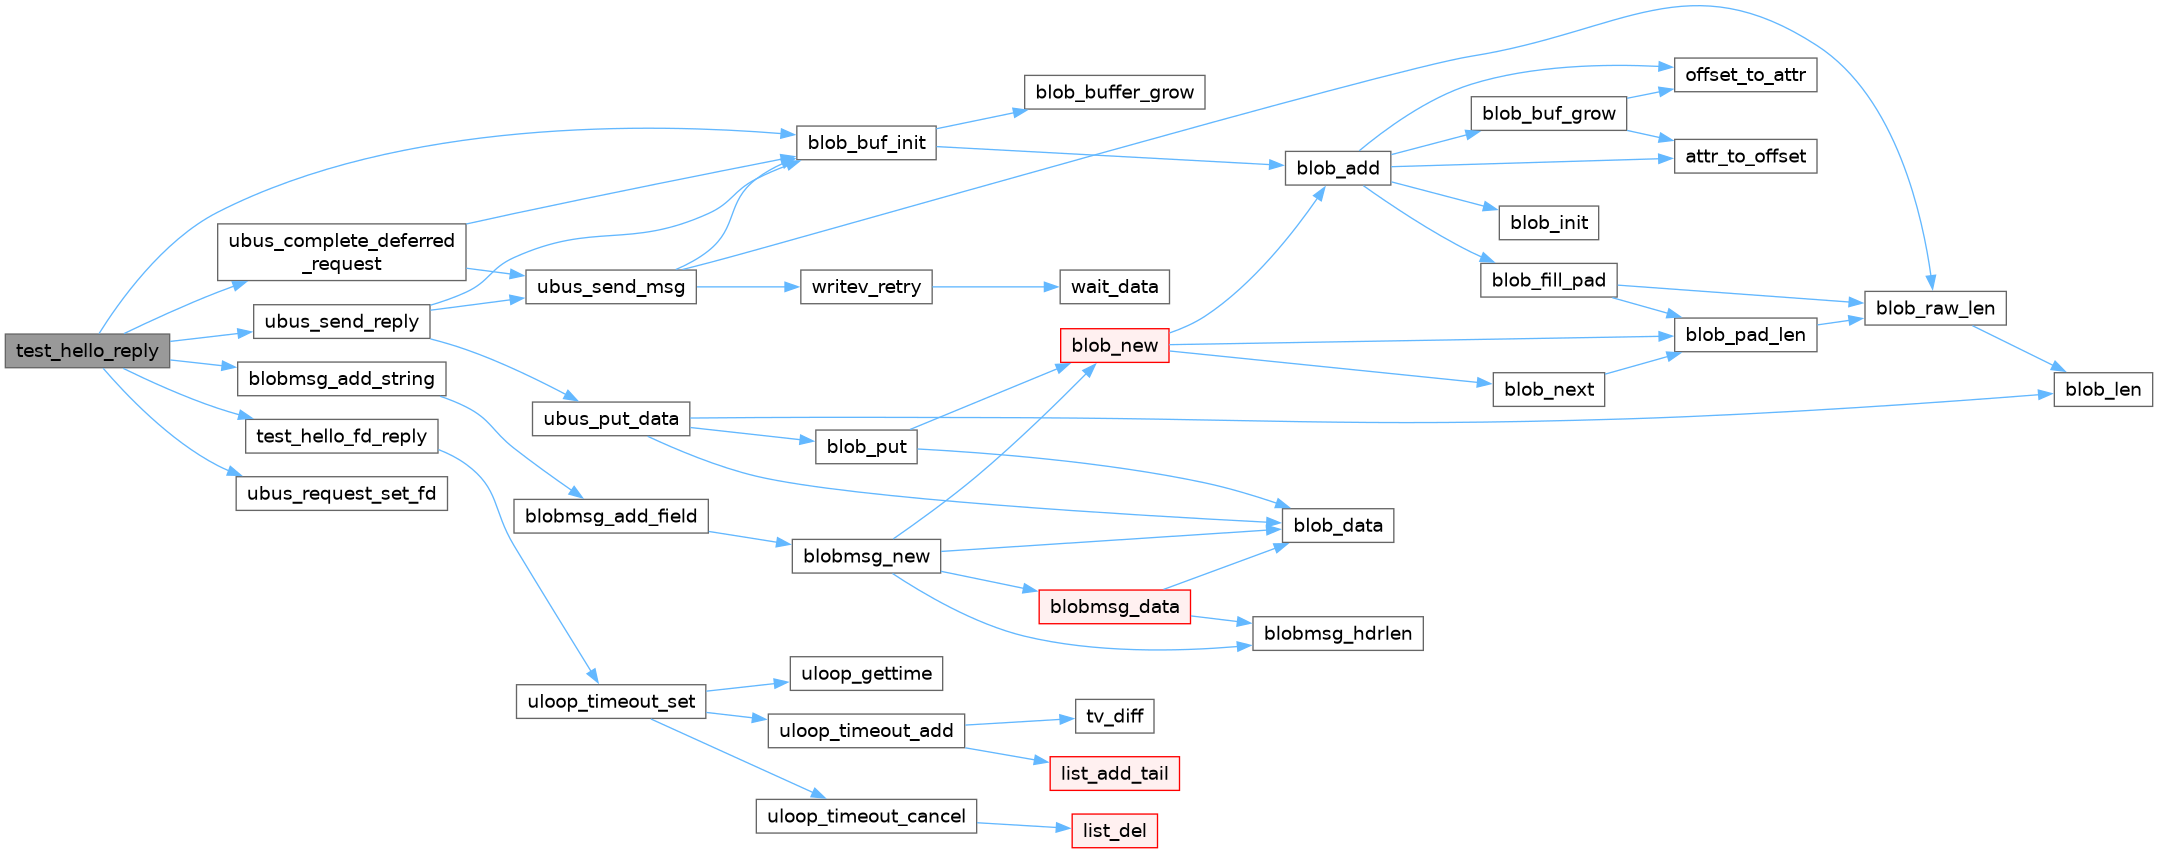 test_hello_reply
ubus_complete_deferred
_request
ubus_send_reply
blobmsg_add_string
test_hello_fd_reply
ubus_request_set_fd
ubus_send_msg
ubus_put_data
blobmsg_add_field
uloop_timeout_set
blob_buf_init
writev_retry
blob_put
blobmsg_new
uloop_gettime
uloop_timeout_add
uloop_timeout_cancel
blob_buffer_grow
wait_data
blob_new
blobmsg_data
tv_diff
list_add_tail
list_del
blob_add
blob_data
blobmsg_hdrlen
blob_buf_grow
blob_init
blob_fill_pad
blob_next
offset_to_attr
attr_to_offset
blob_pad_len
blob_raw_len
blob_len